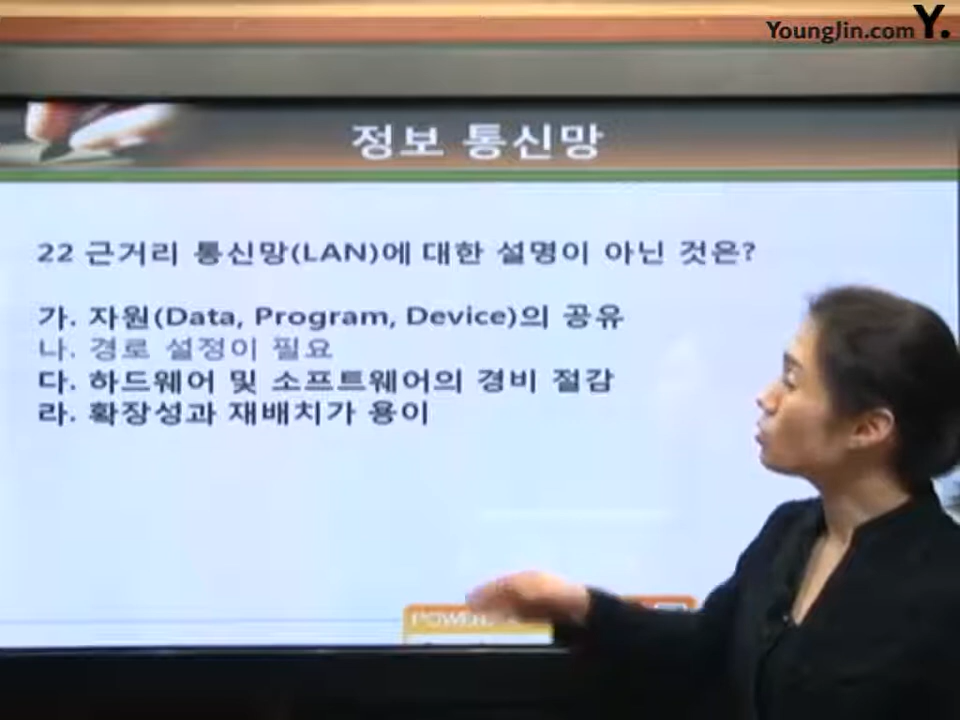 YoungJin.com Y.
정보 통신망
22 근거리 통신망(LAN)에 대한 설명이 아닌 것은?
가. 자원(Data, Program, Device)의 공유
나. 경로 설정이 필요
다. 하드웨어 및 소프트웨어의 경비 절감
라. 확장성과 재배치가 용이